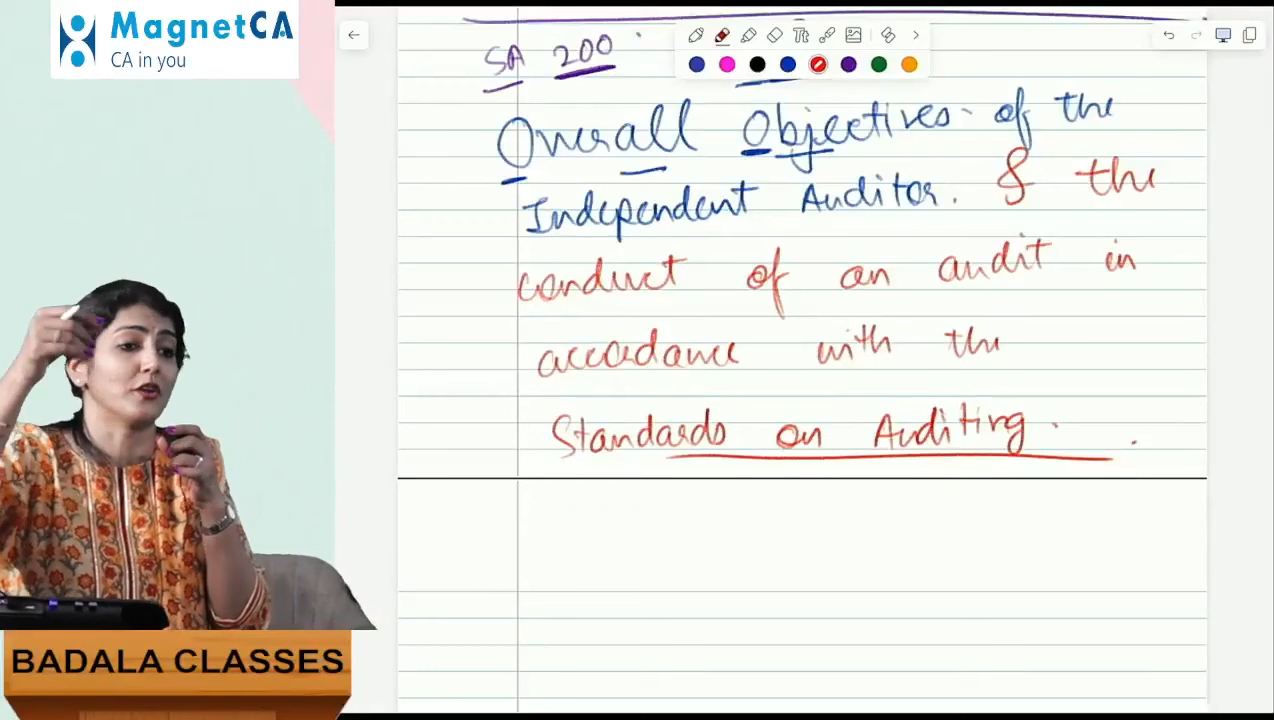 MagnetCA
CA in you
SA 200
Overall Objectives of the
Independent Auditor. & the
conduct of an audit in
accordance with the
Standards on Auditing.
BADALA CLASSES